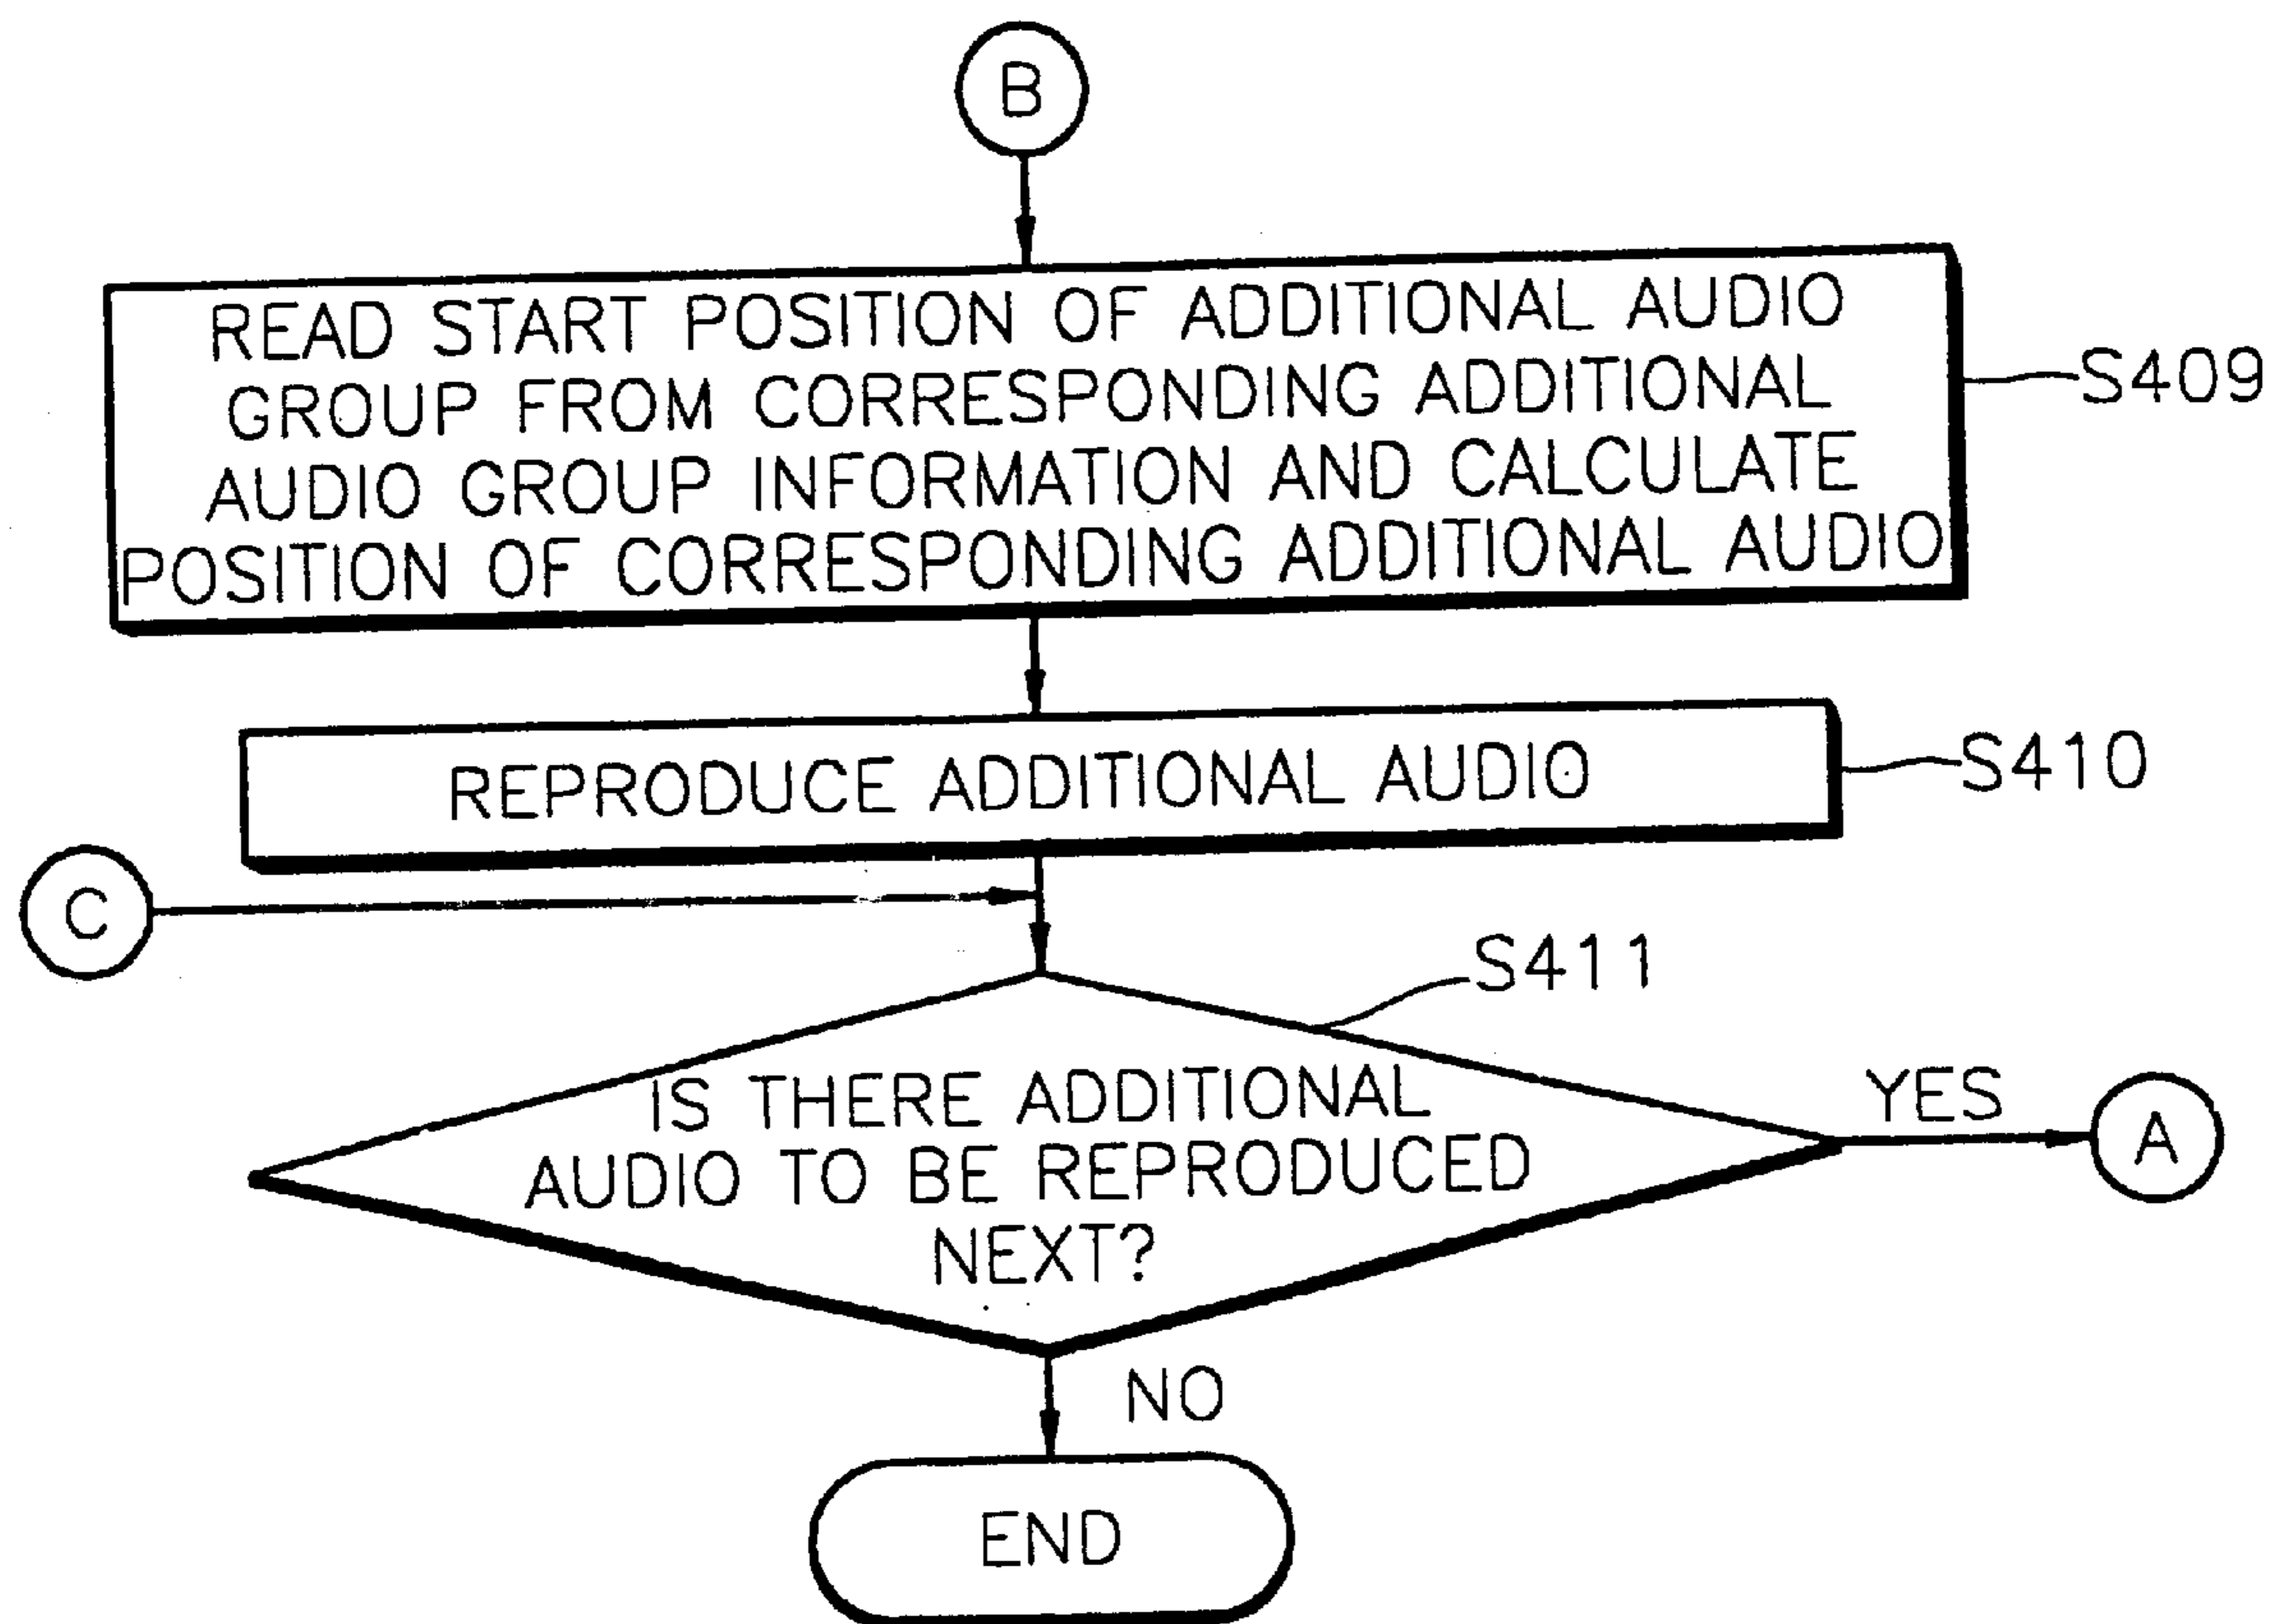 B
READ START POSITION OF ADDITIONAL AUDIO
GROUP FROM CORRESPONDING ADDITIONAL
AUDIO GROUP INFORMATION AND CALCULATE
POSITION OF CORRESPONDING ADDITIONAL AUDIO
S409
REPRODUCE ADDITIONAL AUDIO
S410
C
S411
IS THERE ADDITIONAL
AUDIO TO BE REPRODUCED
NEXT?
YES
A
NO
END